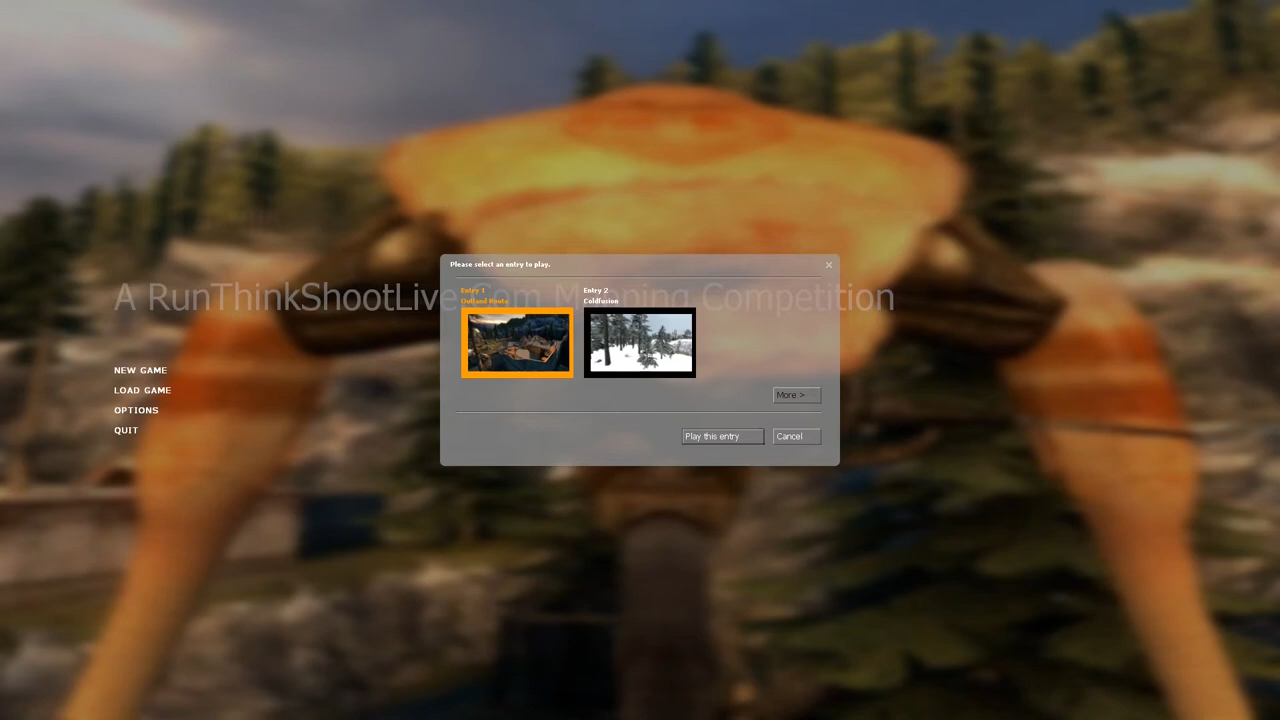 Please select an entry to play.
Entry 1
Outland Route
Entry 2
Coldfusion
A RunThinkShootLive.Com Mapping Competition
NEW GAME
LOAD GAME
OPTIONS
QUIT
More >
Play this entry
Cancel